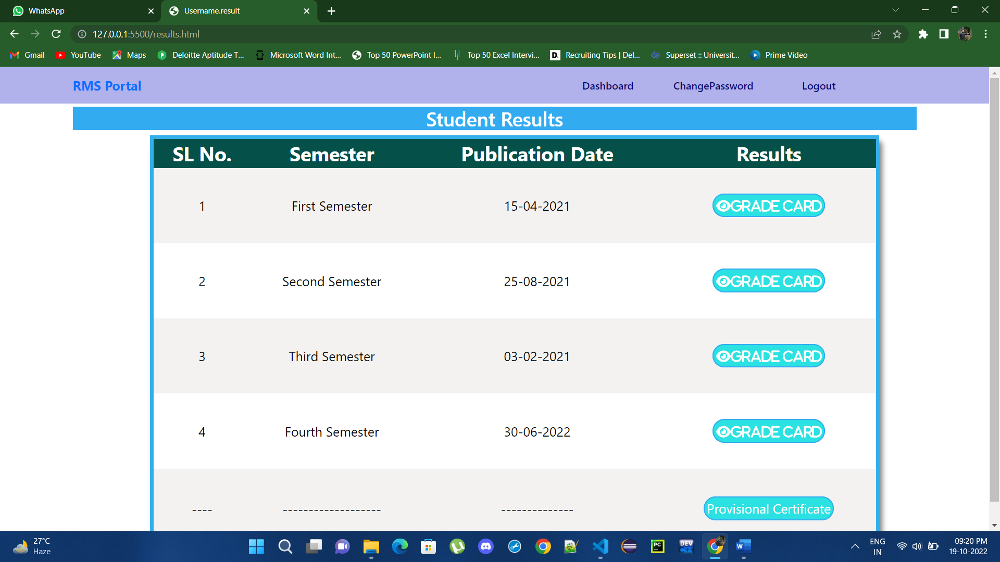 WhatsApp
Username.result
127.0.0.1:5500/results.html
Gmail YouTube Maps Deloitte Aptitude T... Microsoft Word Int... Top 50 PowerPoint I... Top 50 Excel Intervi... D. Recruiting Tips | Del... Superset :: Universit... Prime Video
RMS Portal Dashboard ChangePassword Logout
Student Results
SL No. Semester Publication Date Results
1 First Semester 15-04-2021 GRADE CARD
2 Second Semester 25-08-2021 GRADE CARD
3 Third Semester 03-02-2021 GRADE CARD
4 Fourth Semester 30-06-2022 GRADE CARD
---- ------------------- -------------- Provisional Certificate
27°C
Haze
PC
DEV
C++
W
ENG
IN
09:20 PM
19-10-2022